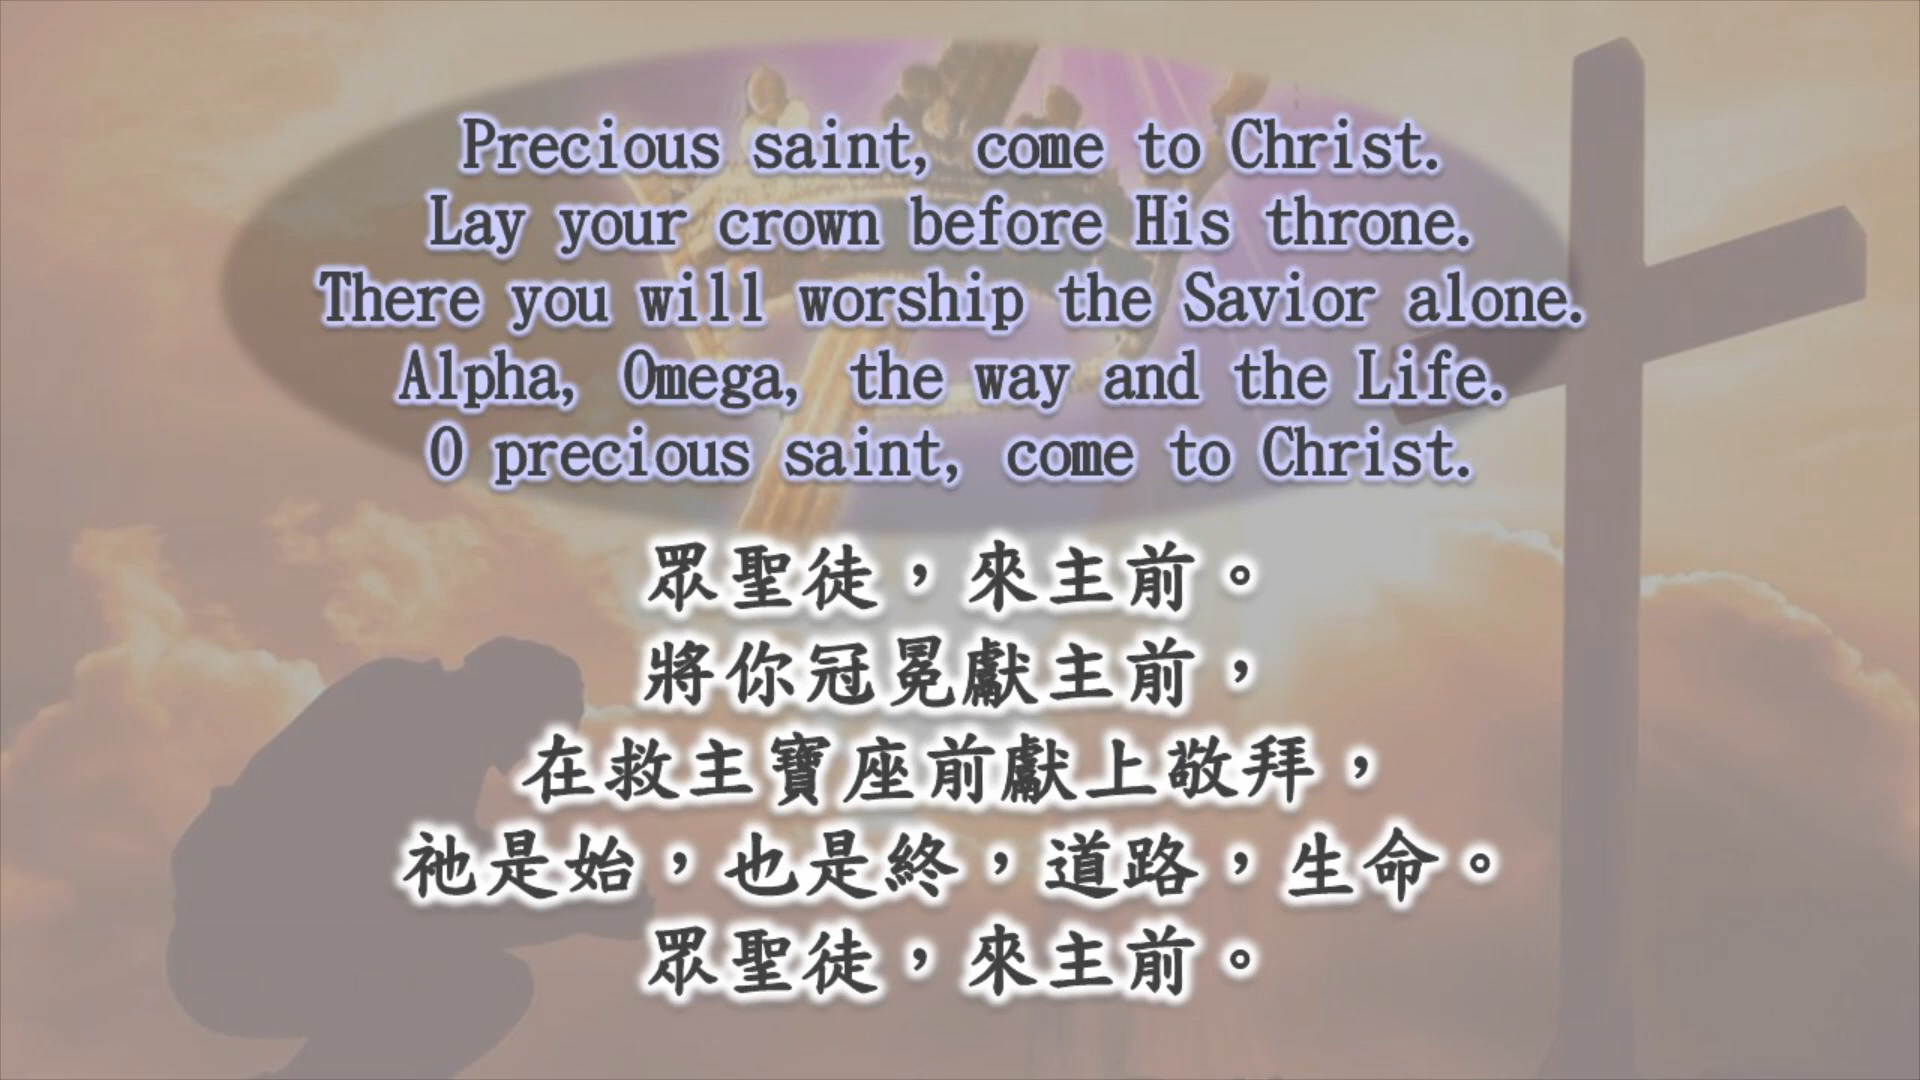 Precious saint, come to Christ.
Lay your crown before His throne.
There you will worship the Savior alone.
Alpha, Omega, the way and the Life.
O precious saint, come to Christ.
眾聖徒，來主前。
將你冠冕獻主前，
在救主寶座前獻上敬拜，
祂是始，也是終，道路，生命。
眾聖徒，來主前。